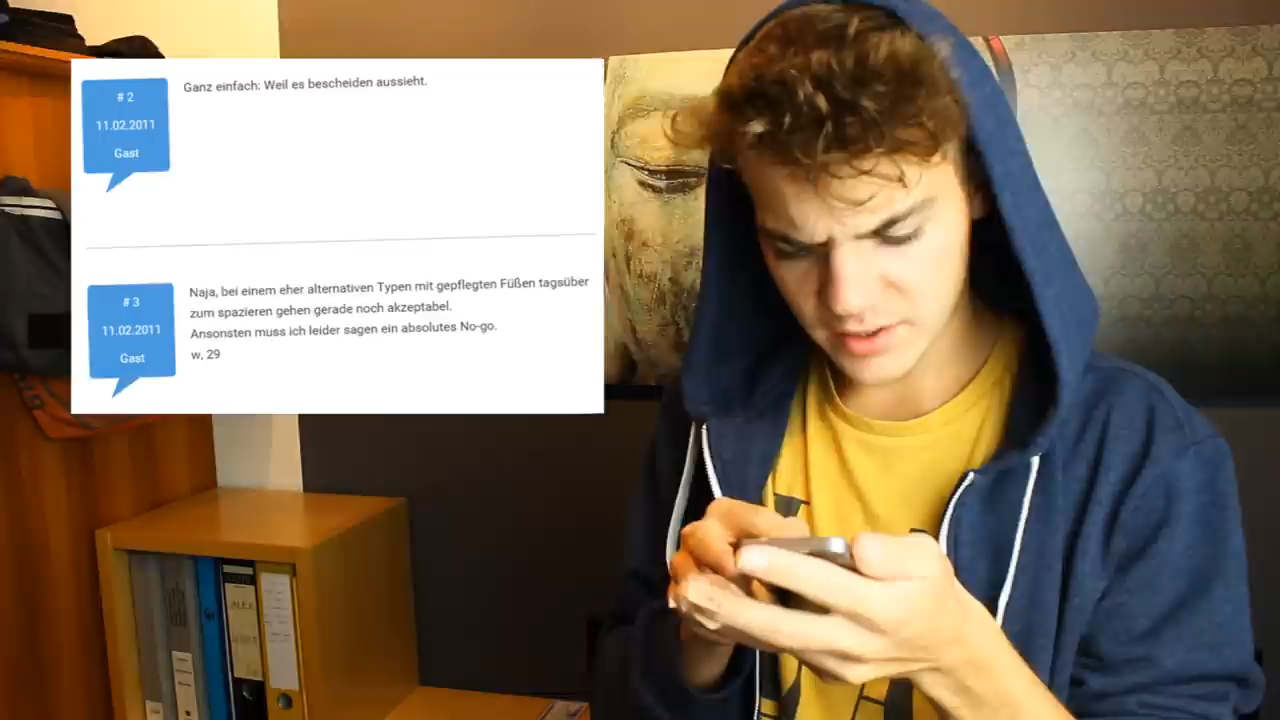 # 2
11.02.2011
Gast
Ganz einfach: Weil es bescheiden aussieht.
# 3
11.02.2011
Gast
Naja, bei einem eher alternativen Typen mit gepflegten Füßen tagsüber
zum spazieren gehen gerade noch akzeptabel.
Ansonsten muss ich leider sagen ein absolutes No-go.
w, 29